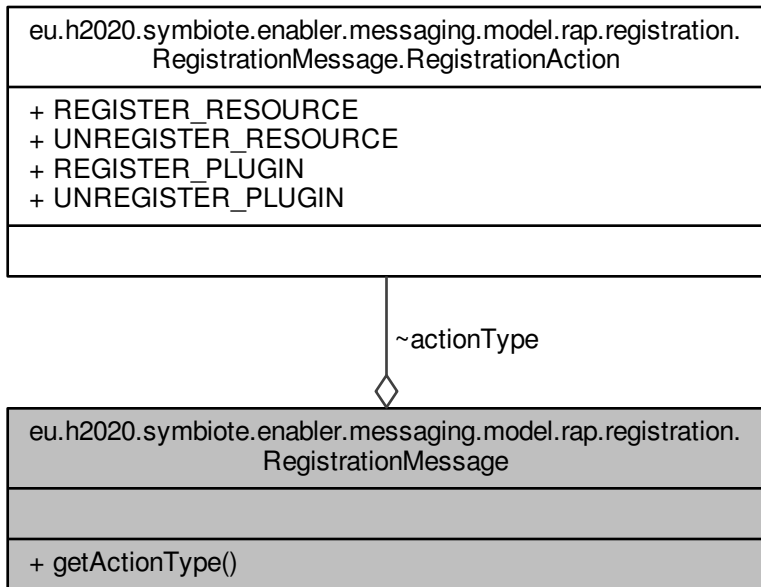 eu.h2020.symbiote.enabler.messaging.model.rap.registration.
RegistrationMessage.RegistrationAction
+ REGISTER_RESOURCE
+ UNREGISTER_RESOURCE
+ REGISTER_PLUGIN
+ UNREGISTER_PLUGIN
~actionType
eu.h2020.symbiote.enabler.messaging.model.rap.registration.
RegistrationMessage
+ getActionType()